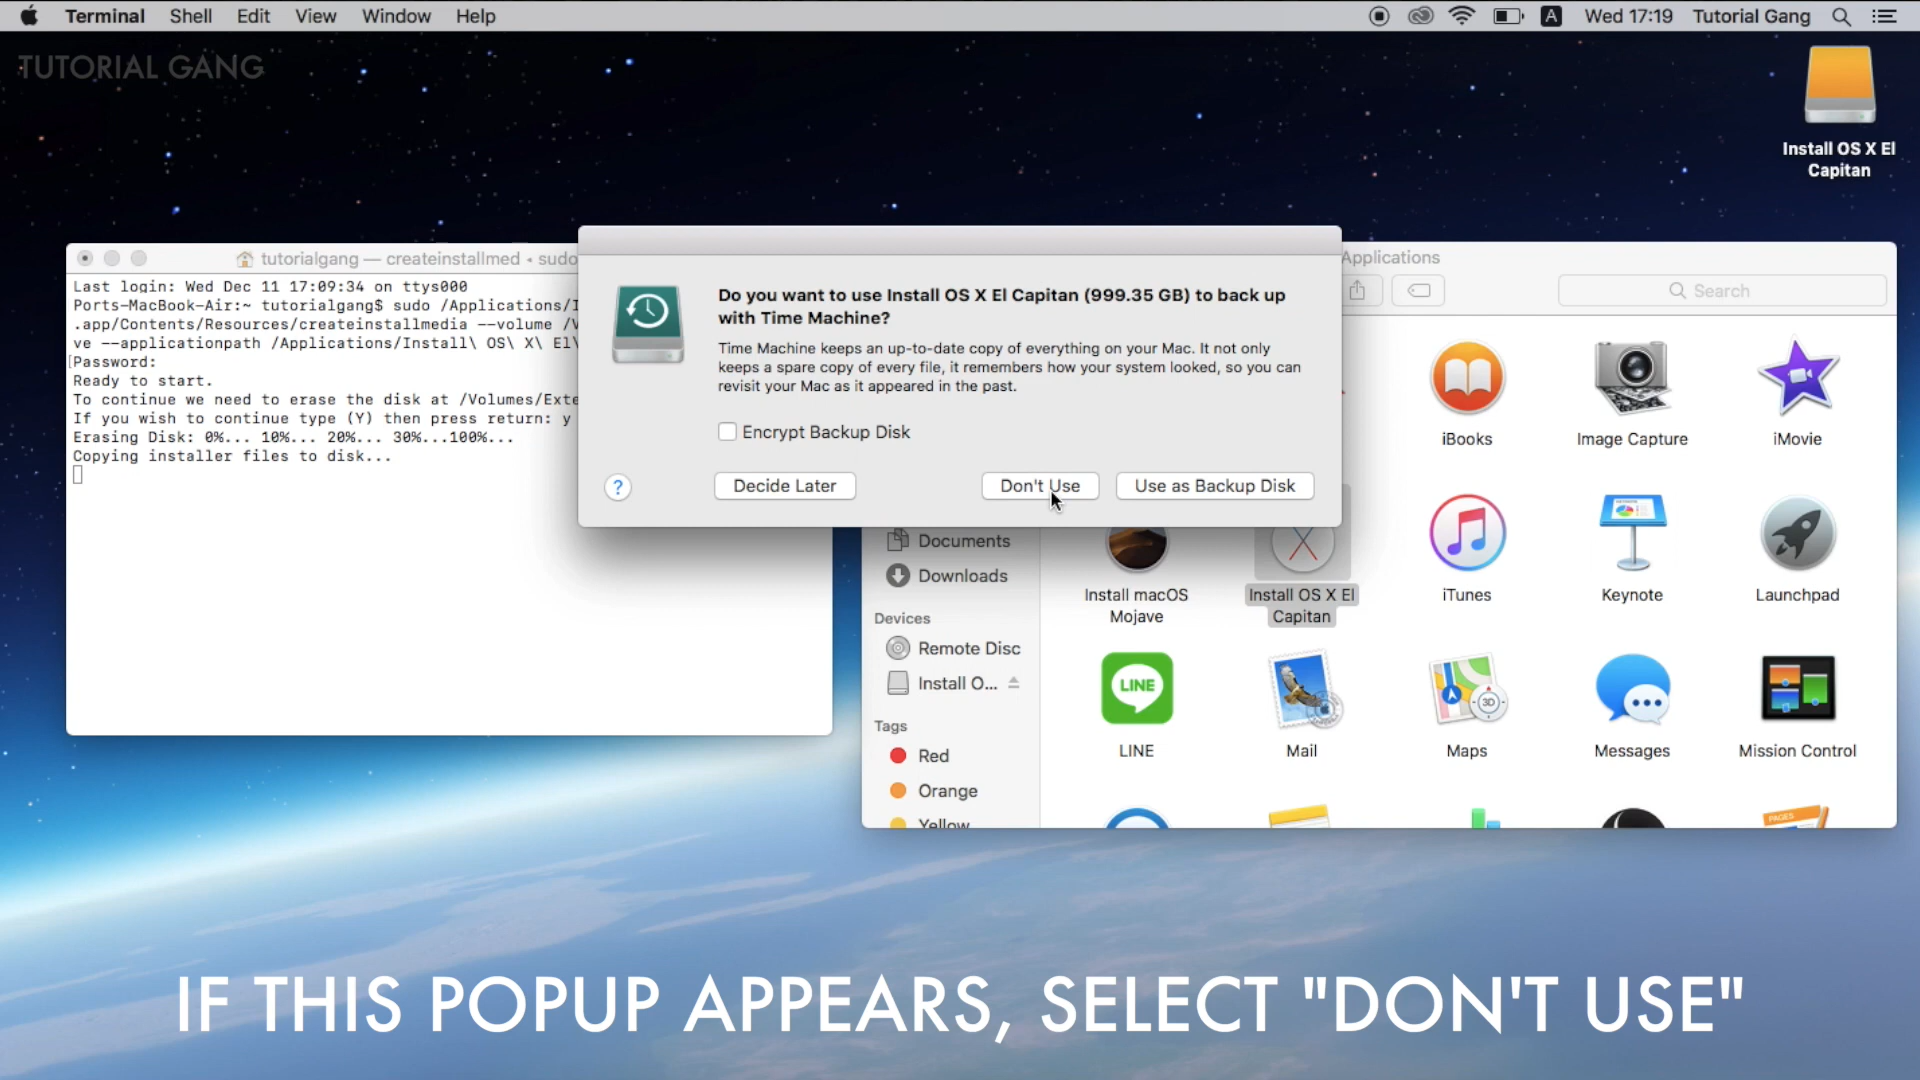 Terminal Shell Edit View Window Help
A Wed 17:19 Tutorial Gang
TUTORIAL GANG
Install OS X El
Capitan
tutorialgang — createinstallmed • sudo
Last login: Wed Dec 11 17:09:34 on ttys000
Ports-MacBook-Air:~ tutorialgang$ sudo /Applications/I
.app/Contents/Resources/createinstallmedia --volume /V
ve --applicationpath /Applications/Install\ OS\ X\ El\
[Password:
Ready to start.
To continue we need to erase the disk at /Volumes/Exte
If you wish to continue type (Y) then press return: y
Erasing Disk: 0%... 10%... 20%... 30%...100%...
Copying installer files to disk...
Do you want to use Install OS X El Capitan (999.35 GB) to back up
with Time Machine?
Time Machine keeps an up-to-date copy of everything on your Mac. It not only
keeps a spare copy of every file, it remembers how your system looked, so you can
revisit your Mac as it appeared in the past.
Encrypt Backup Disk
? Decide Later Don't Use Use as Backup Disk
Applications
Search
Documents
Downloads
Devices
Remote Disc
Install O...
Tags
Red
Orange
Yellow
iBooks Image Capture iMovie
Install macOS
Mojave
Install OS X El
Capitan
iTunes Keynote Launchpad
LINE
3D
LINE Mail Maps Messages Mission Control
PAGES
IF THIS POPUP APPEARS, SELECT "DON'T USE"